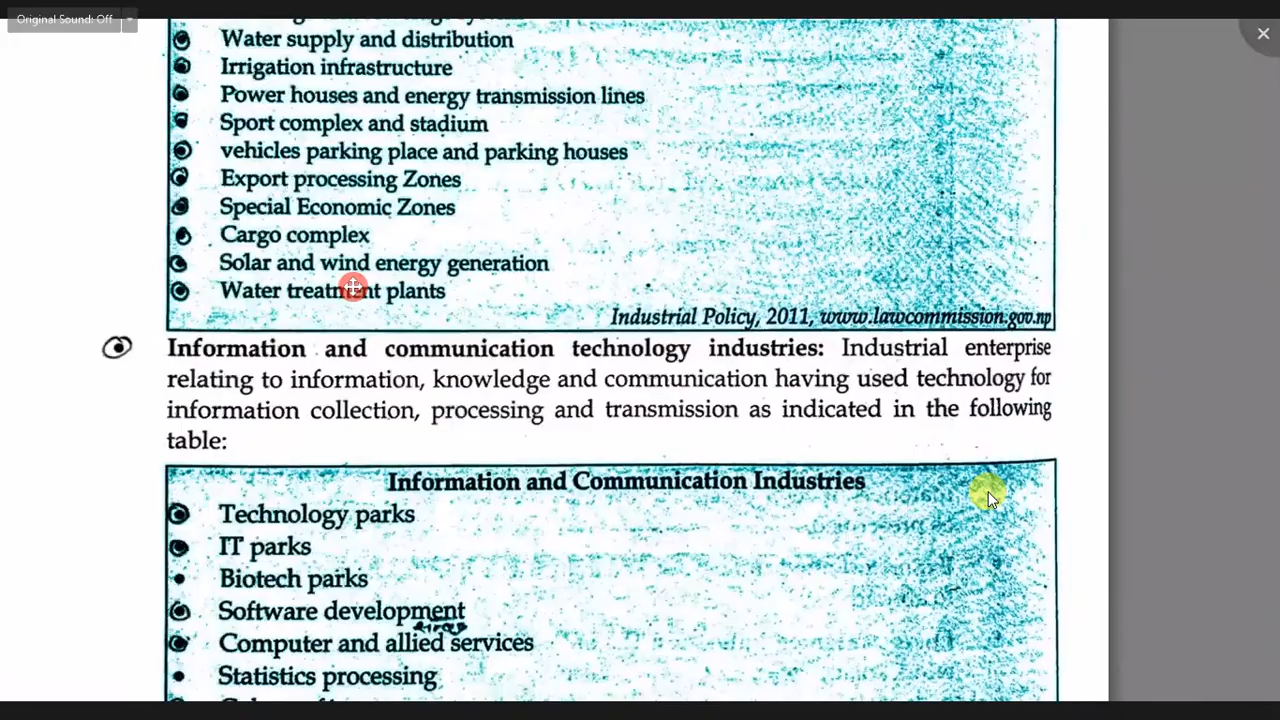 Original Sound: Off
Water supply and distribution
Irrigation infrastructure
Power houses and energy transmission lines
Sport complex and stadium
vehicles parking place and parking houses
Export processing Zones
Special Economic Zones
Cargo complex
Solar and wind energy generation
Water treatment plants
Industrial Policy, 2011, www.lawcommission.gov.np
Information and communication technology industries: Industrial enterprise
relating to information, knowledge and communication having used technology for
information collection, processing and transmission as indicated in the following
table:
Information and Communication Industries
Technology parks
IT parks
Biotech parks
Software development
Computer and allied services
Statistics processing